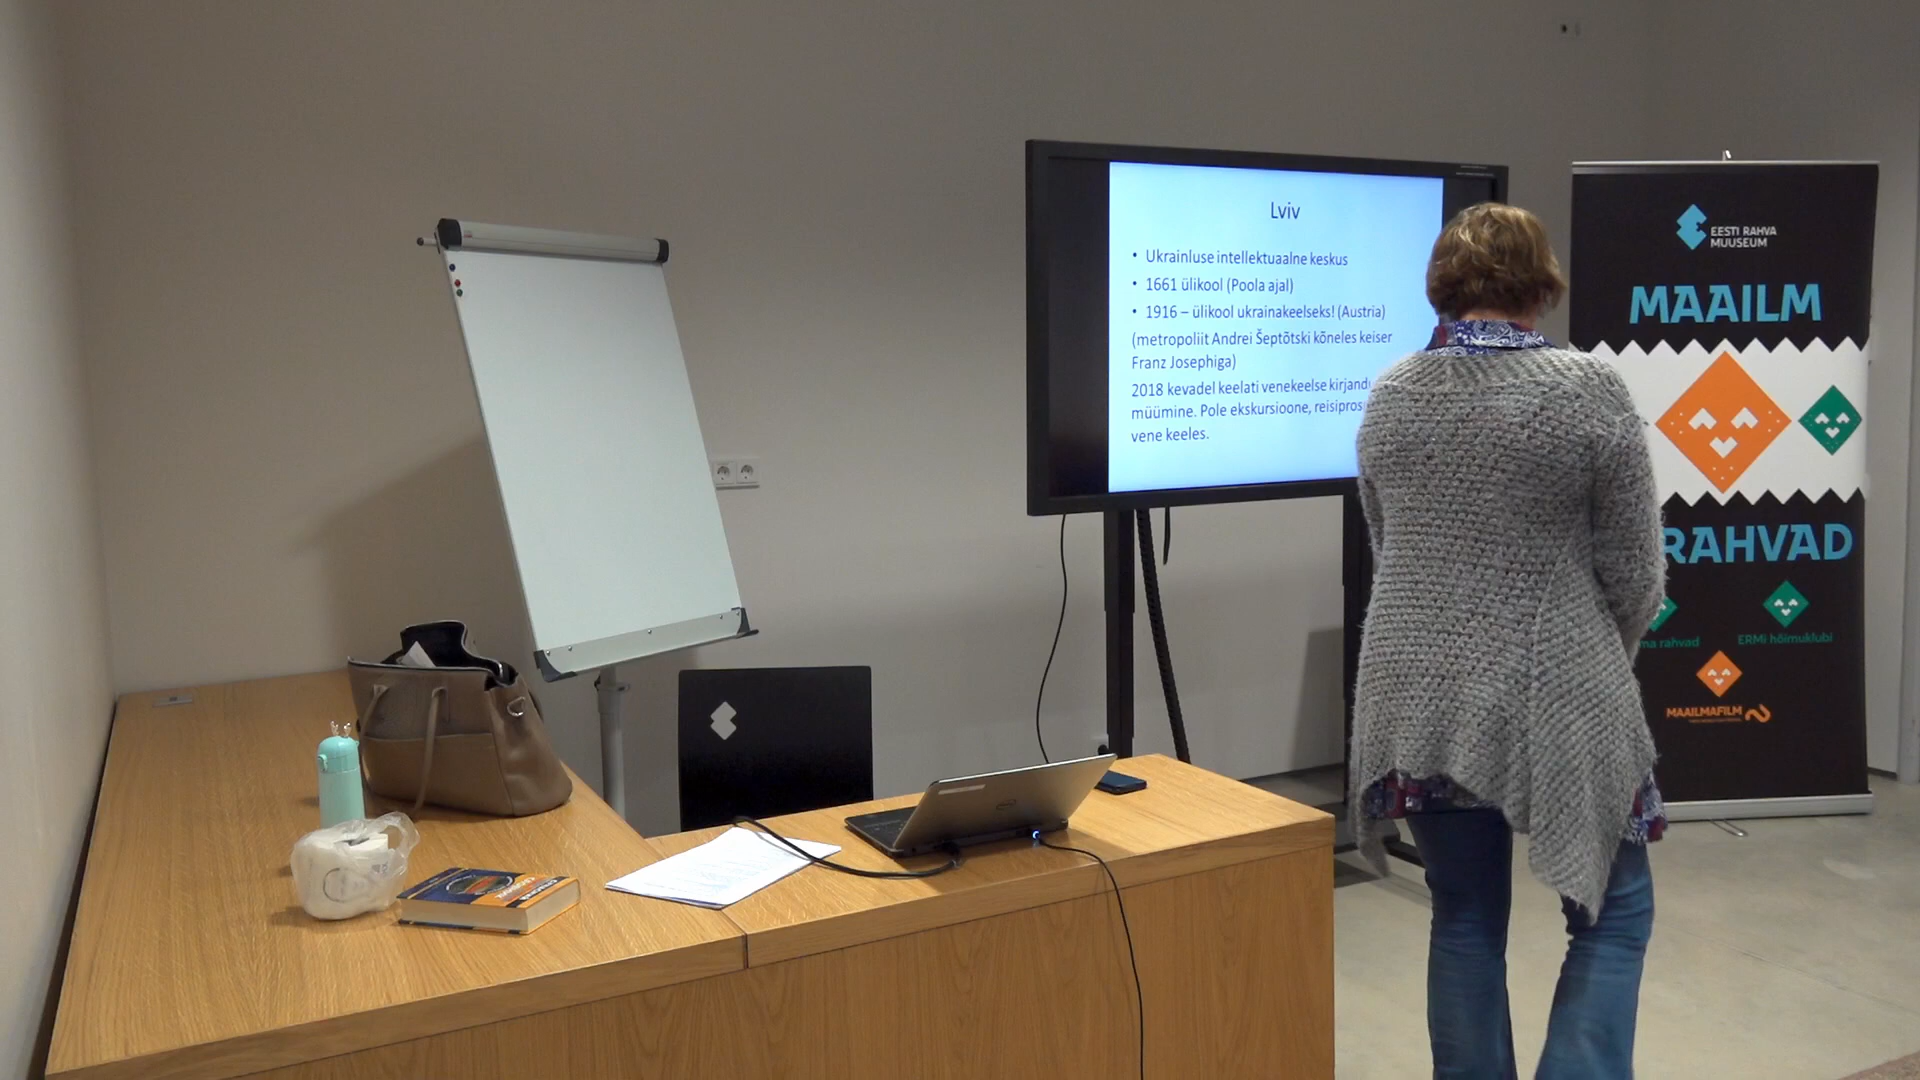 Lviv
• Ukrainluse intellektuaalne keskus
• 1661 ülikool (Poola ajal)
• 1916 – ülikool ukrainakeelseks! (Austria)
(metropoliit Andrei Šeptõtski kõneles keiser
Franz Josephiga)
2018 kevadel keelati venekeelse
müümine. Pole ekskursioone,
vene keeles.
EESTI RAHVA
MUUSEUM
MAAILM
RAHVAD
rahvad
ERMi hõimuklubi
MAAILMAFILM